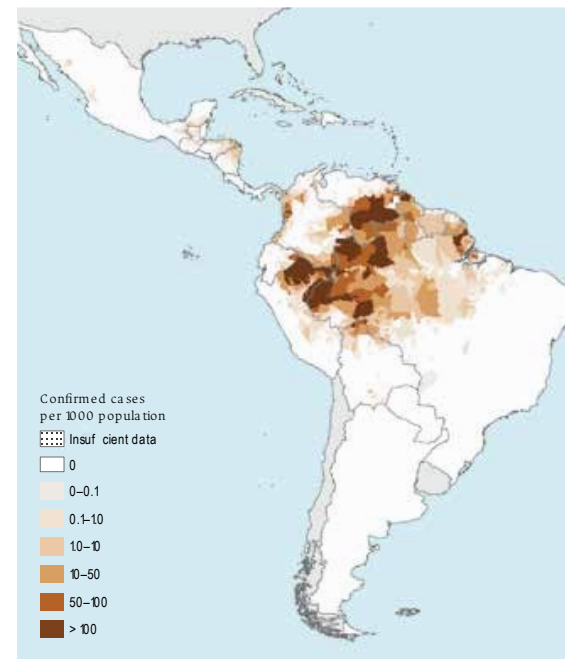 Confirmed cases
per 1000 population
Insuf cient data
0
0–0.1
0.1–1.0
1.0–10
10–50
50–100
> 100